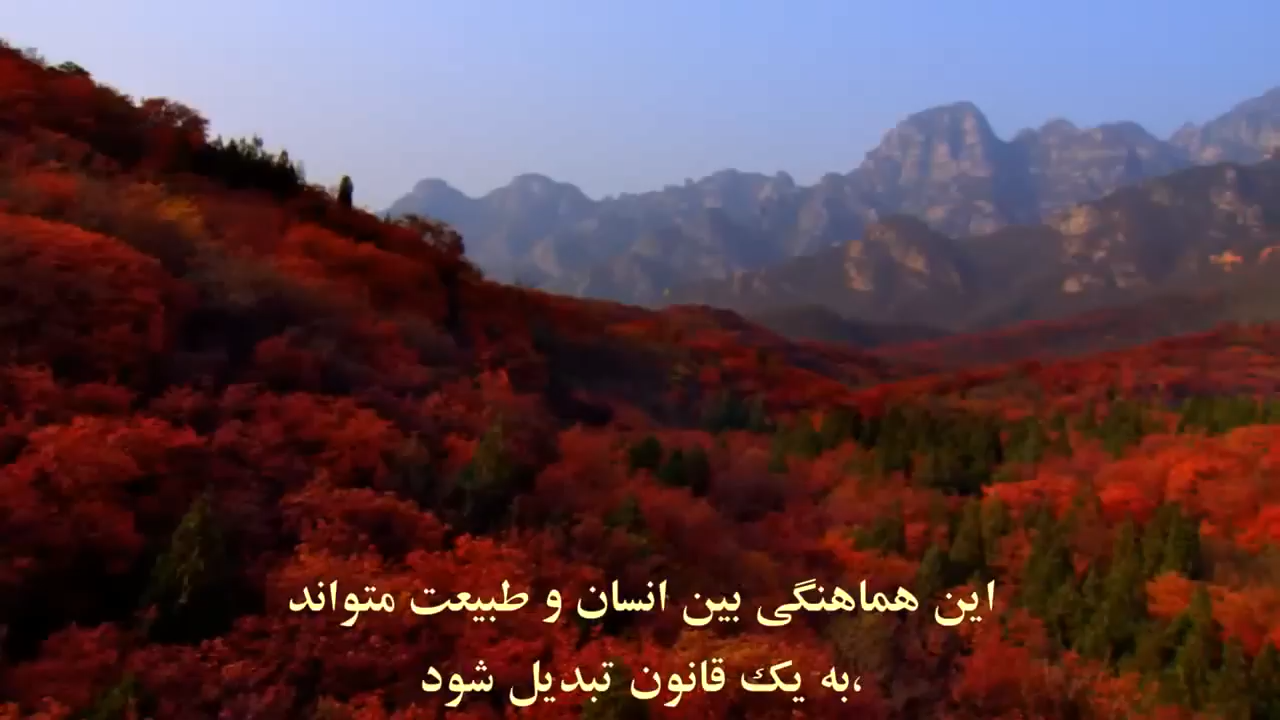 این هماهنگی بین انسان و طبیعت متواند
،به یک قانون تبدیل شود